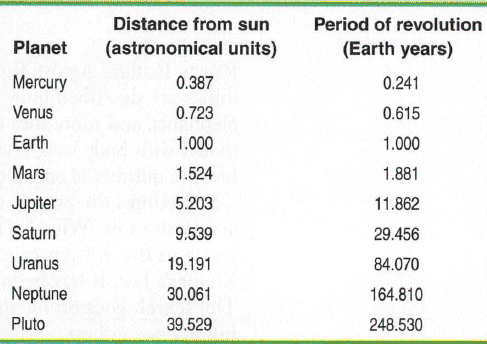 Distance from sun Period of revolution
Planet (astronomical units) (Earth years)
Mercury 0.387 0.241
Venus 0.723 0.615
Earth 1.000 1.000
Mars 1.524 1.881
Jupiter 5.203 11.862
Saturn 9.539 29.456
Uranus 19.191 84.070
Neptune 30.061 164.810
Pluto 39.529 248.530